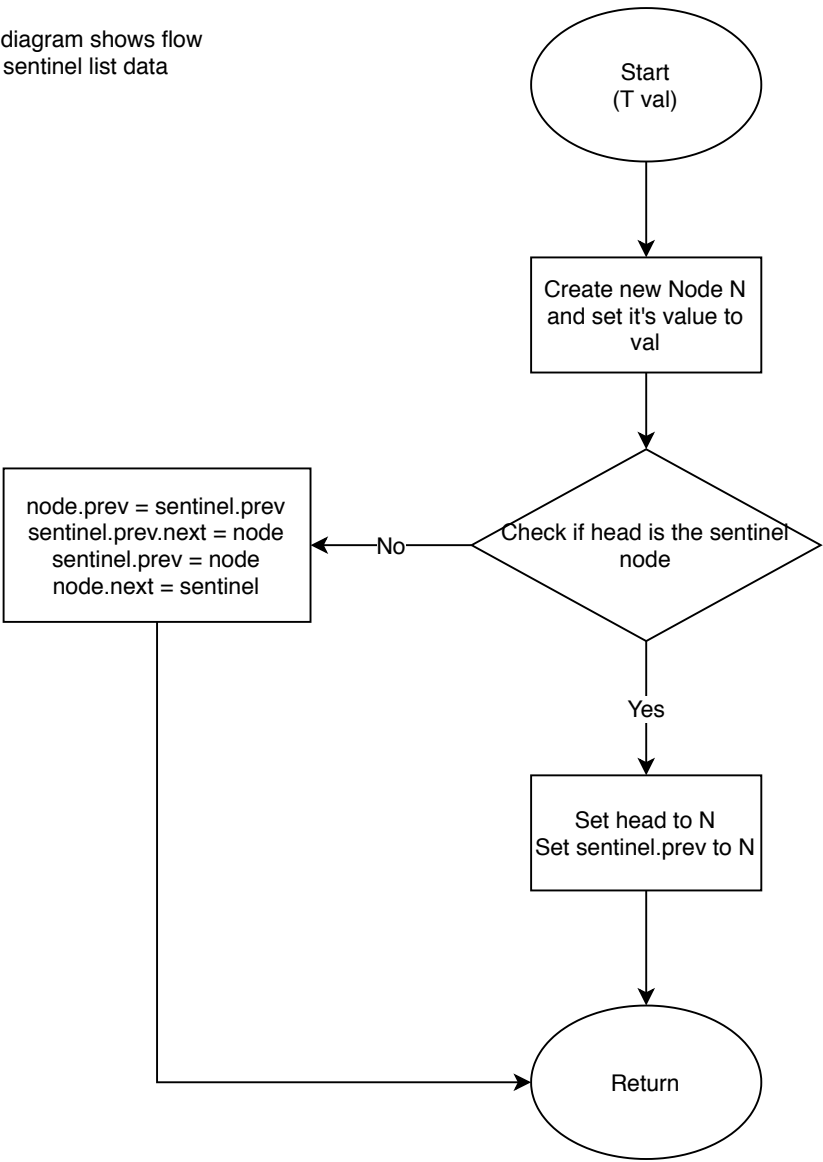 diagram shows flow
sentinel list data
Start
(T val)
Create new Node N
and set it's value to
val
Check if head is the sentinel
node
No
node.prev = sentinel.prev
sentinel.prev.next = node
sentinel.prev = node
node.next = sentinel
Yes
Set head to N
Set sentinel.prev to N
Return